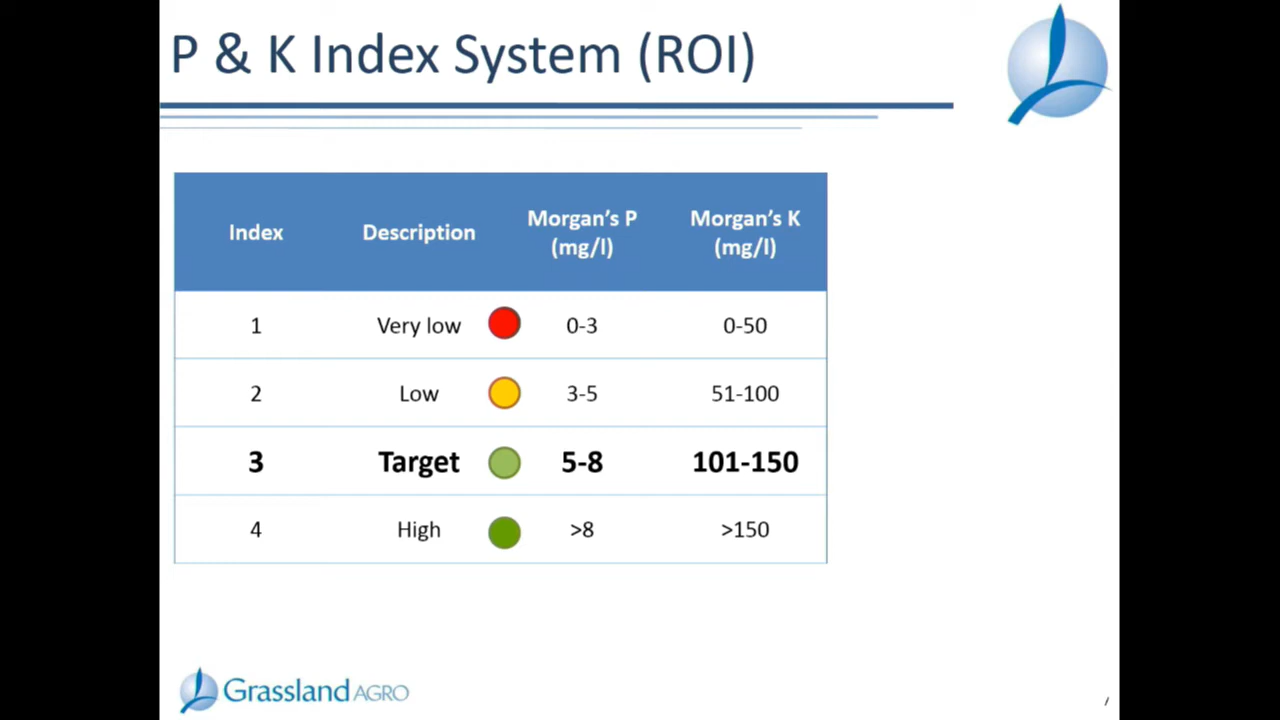 P & K Index System (ROI)
Index Description Morgan's P (mg/l) Morgan's K (mg/l)
1 Very low 0-3 0-50
2 Low 3-5 51-100
3 Target 5-8 101-150
4 High >8 >150
Grassland AGRO